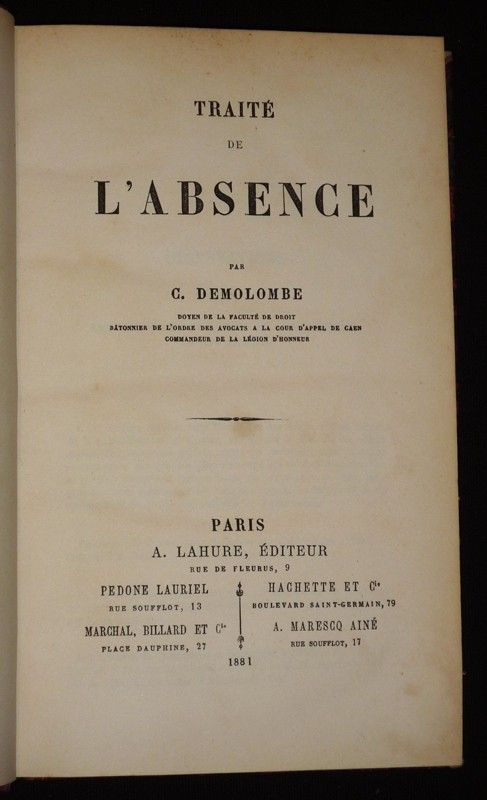 TRAITÉ
DE
L'ABSENCE
PAR
C. DEMOLOMBE
DOYEN DE LA FACULTÉ DE DROIT
BÂTONNIER DE L'ORDRE DES AVOCATS A LA COUR D'APPEL DE CAEN
COMMANDEUR DE LA LÉGION D'HONNEUR
PARIS
A. LAHURE, ÉDITEUR
RUE DE FLEURUS, 9
PEDONE LAURIEL
RUE SOUFFLOT, 13
MARCHAL, BILLARD ET Cie
PLACE DAUPHINE, 27
HACHETTE ET Cie
BOULEVARD SAINT-GERMAIN, 79
A. MARESCQ AINÉ
RUE SOUFFLOT, 17
1881